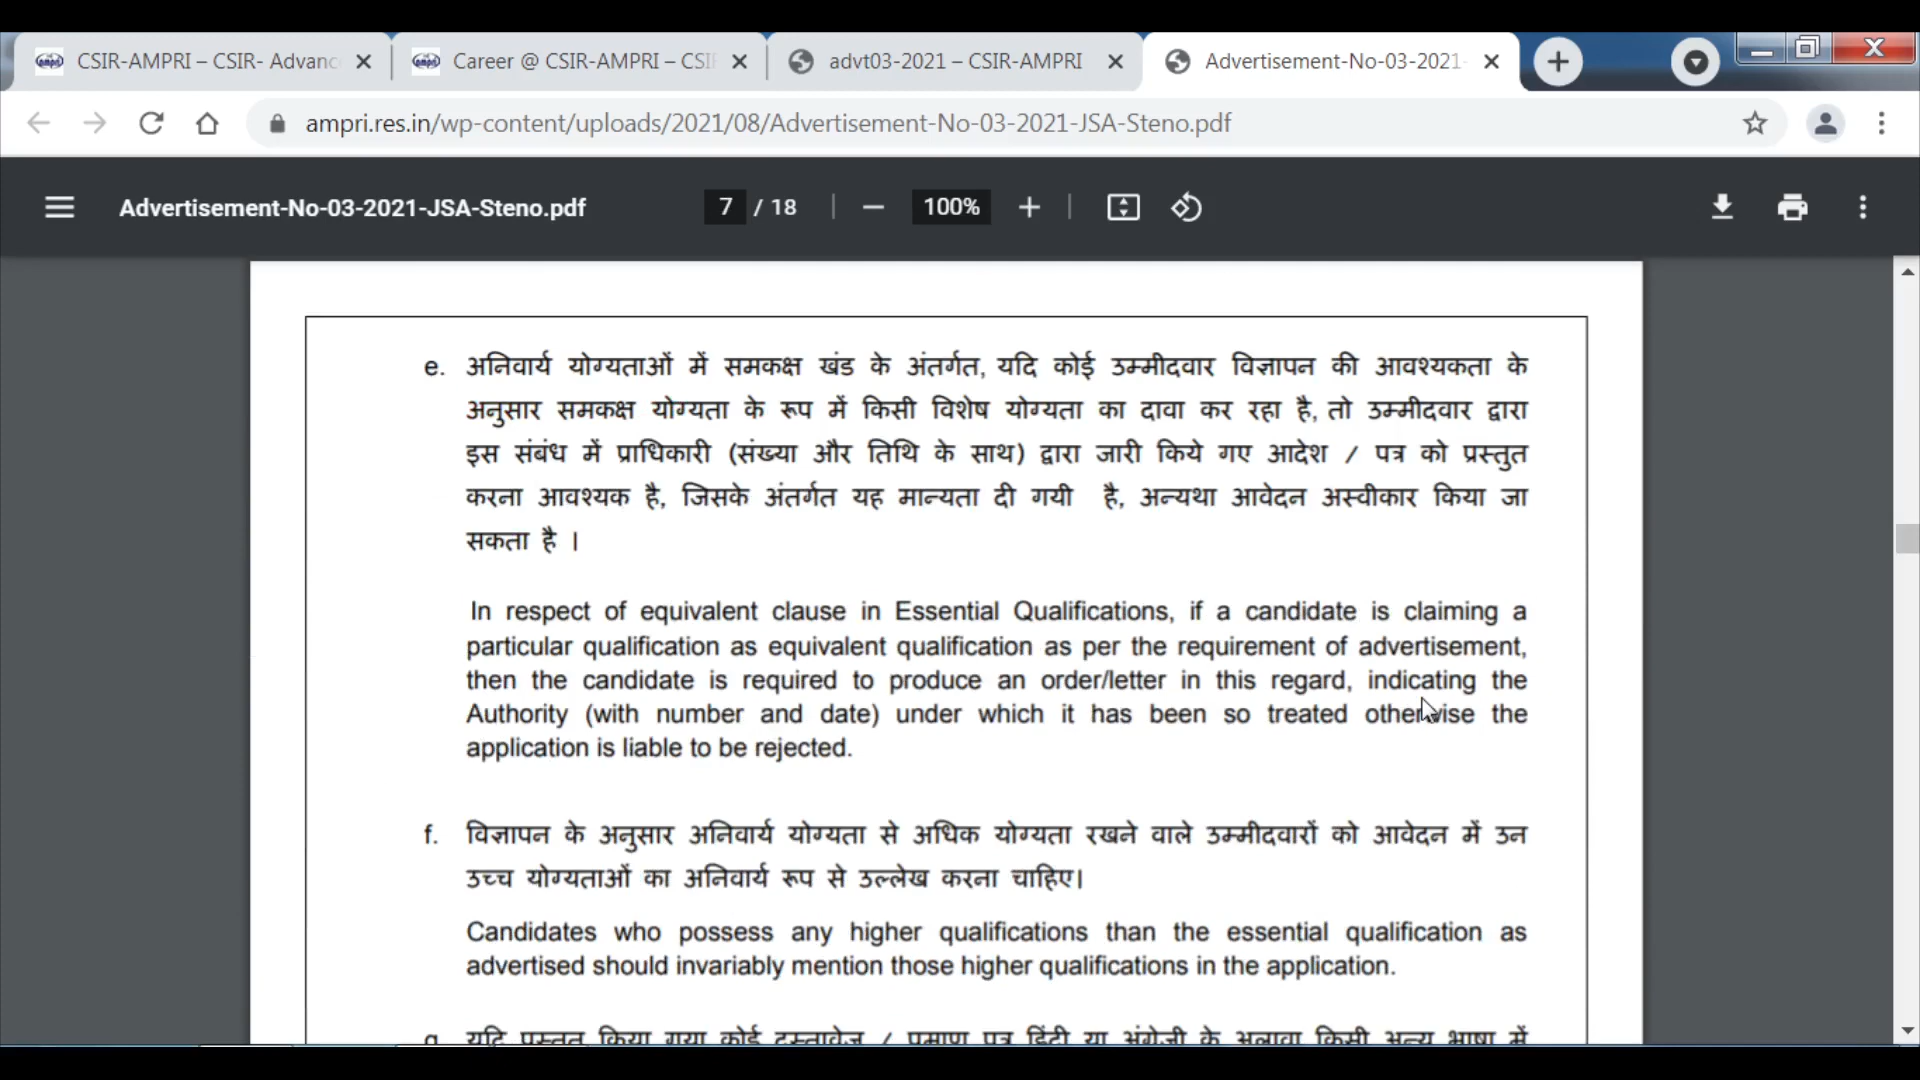 CSIR-AMPRI – CSIR- Advanc
Career @ CSIR-AMPRI – CSI
advt03-2021 – CSIR-AMPRI
Advertisement-No-03-2021-
ampri.res.in/wp-content/uploads/2021/08/Advertisement-No-03-2021-JSA-Steno.pdf
Advertisement-No-03-2021-JSA-Steno.pdf
7 / 18
100%
e. अनिवार्य योग्यताओं में समकक्ष खंड के अंतर्गत, यदि कोई उम्मीदवार विज्ञापन की आवश्यकता के
अनुसार समकक्ष योग्यता के रूप में किसी विशेष योग्यता का दावा कर रहा है, तो उम्मीदवार द्वारा
इस संबंध में प्राधिकारी (संख्या और तिथि के साथ) द्वारा जारी किये गए आदेश / पत्र को प्रस्तुत
करना आवश्यक है, जिसके अंतर्गत यह मान्यता दी गयी है, अन्यथा आवेदन अस्वीकार किया जा
सकता है ।
In respect of equivalent clause in Essential Qualifications, if a candidate is claiming a
particular qualification as equivalent qualification as per the requirement of advertisement,
then the candidate is required to produce an order/letter in this regard, indicating the
Authority (with number and date) under which it has been so treated otherwise the
application is liable to be rejected.
f. विज्ञापन के अनुसार अनिवार्य योग्यता से अधिक योग्यता रखने वाले उम्मीदवारों को आवेदन में उन
उच्च योग्यताओं का अनिवार्य रूप से उल्लेख करना चाहिए।
Candidates who possess any higher qualifications than the essential qualification as
advertised should invariably mention those higher qualifications in the application.
g यदि प्रस्तुत किया गया कोई दस्तावेज / प्रमाण पत्र हिंदी या अंग्रेजी के अलावा किसी अन्य भाषा में